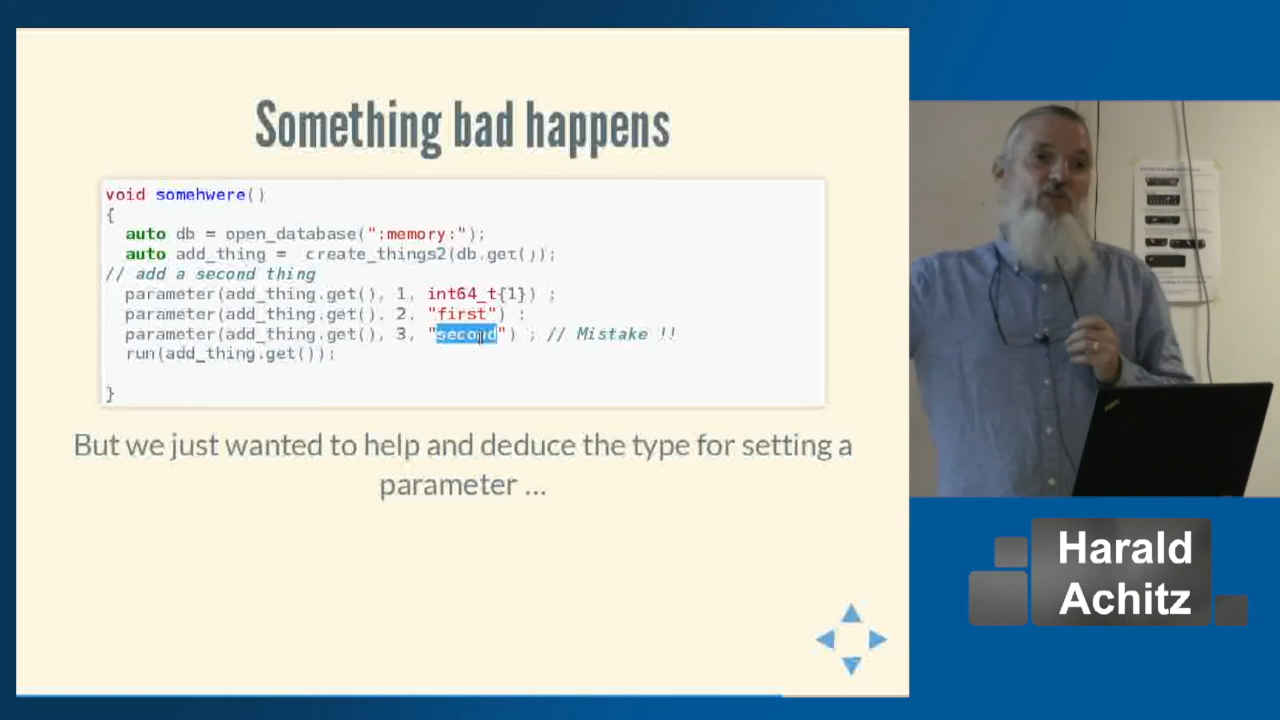 Something bad happens
void somehwere()
{
auto db = open_database(":memory:");
auto add_thing = create_things2(db.get());
// add a second thing
parameter(add_thing.get(), 1, int64_t{1}) ;
parameter(add_thing.get(), 2, "first") ;
parameter(add_thing.get(), 3, "second") ; // Mistake !!
run(add_thing.get());
}
But we just wanted to help and deduce the type for setting a
parameter ...
Harald
Achitz